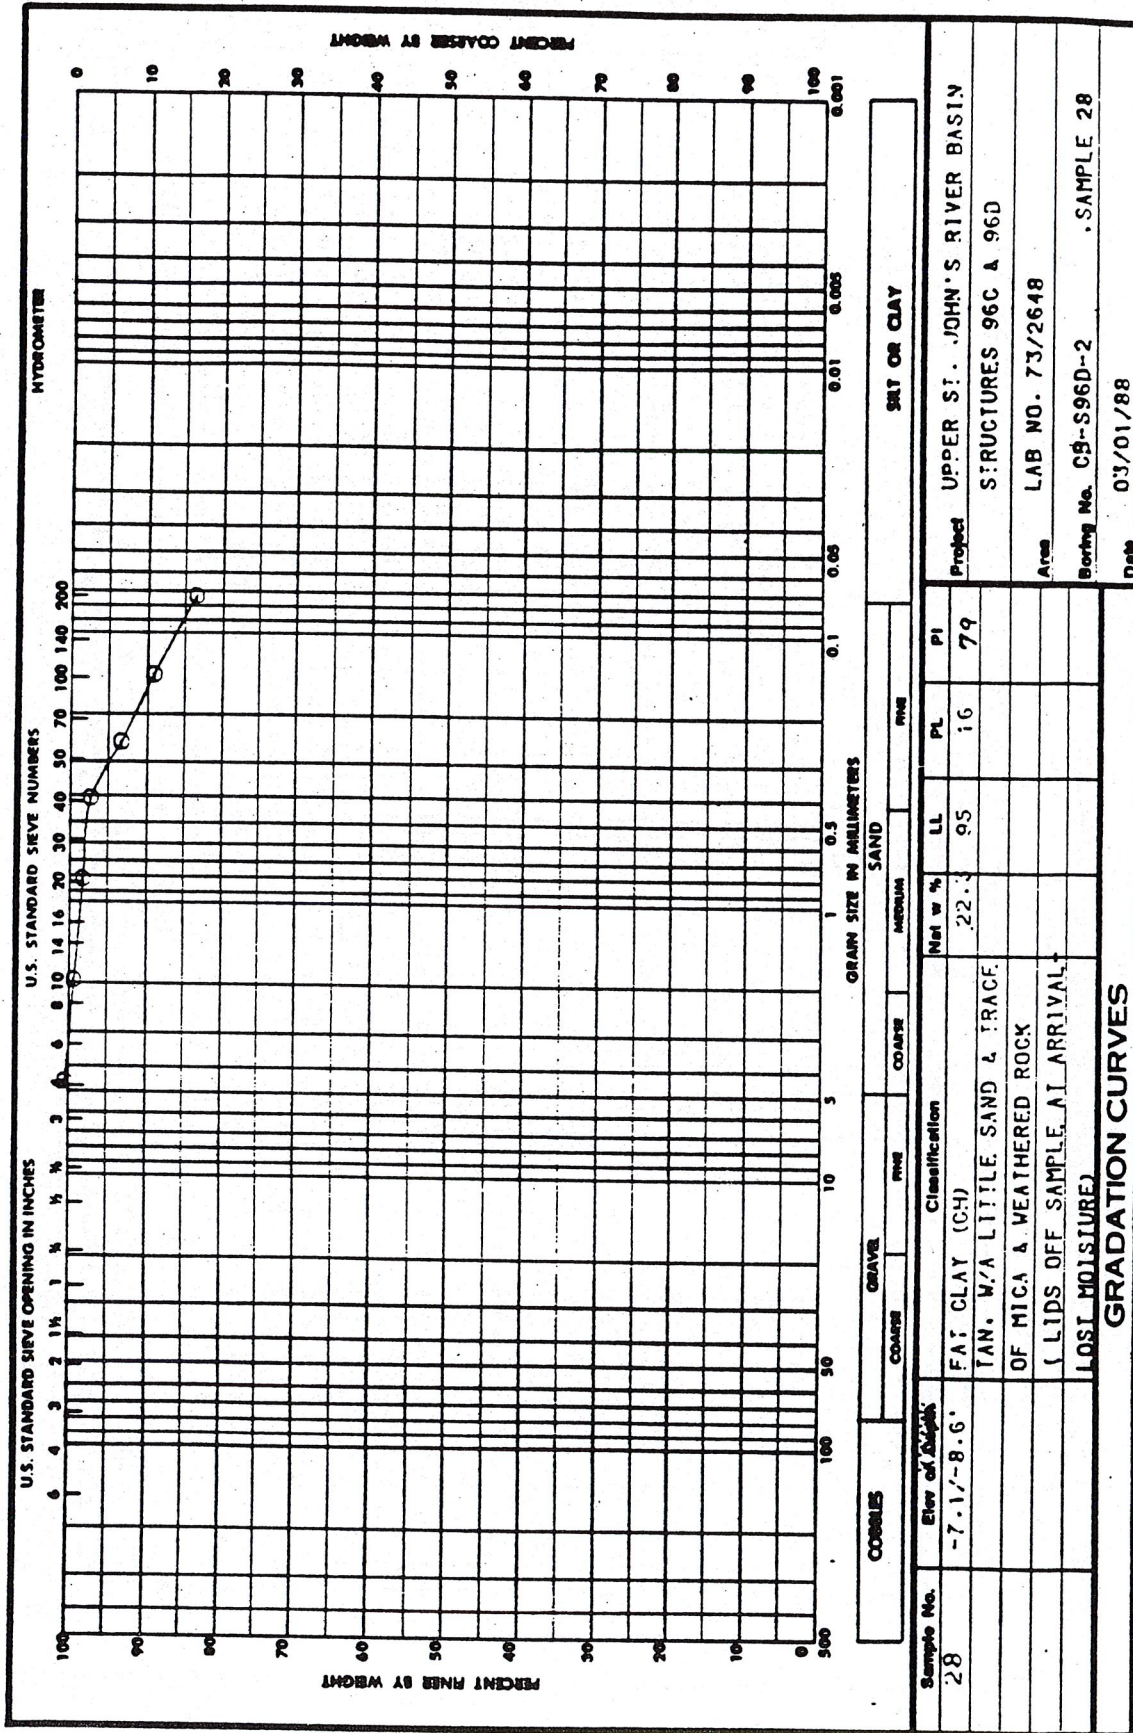 U.S. STANDARD SIEVE OPENING IN INCHES
U.S. STANDARD SIEVE NUMBERS
HYDROMETER
6 4 3 2 1½ 1 ¾ ½ ⅜ 3 4 6 8 10 14 16 20 30 40 50 70 100 140 200
PERCENT FINER BY WEIGHT
100
90
80
70
60
50
40
30
20
10
0
PERCENT COARSER BY WEIGHT
0
10
20
30
40
50
60
70
80
90
100
500 100 50 10 5 1 0.5 0.1 0.05 0.01 0.005 0.001
GRAIN SIZE IN MILLIMETERS
COBBLES
GRAVEL
COARSE
FINE
SAND
COARSE
MEDIUM
FINE
SILT OR CLAY
Sample No. Elev or Depth Classification Nat w % LL PL PI
28 -7.1/-8.6' FAT CLAY (CH) 22.3 95 16 79
TAN, W/A LITTLE SAND & TRACE
OF MICA & WEATHERED ROCK
( LIDS OFF SAMPLE AT ARRIVAL-
LOST MOISTURE)
Project UPPER ST. JOHN'S RIVER BASIN
STRUCTURES 96C & 96D
LAB NO. 73/2648
Area
Boring No. CB-S96D-2 , SAMPLE 28
Date 03/01/88
GRADATION CURVES